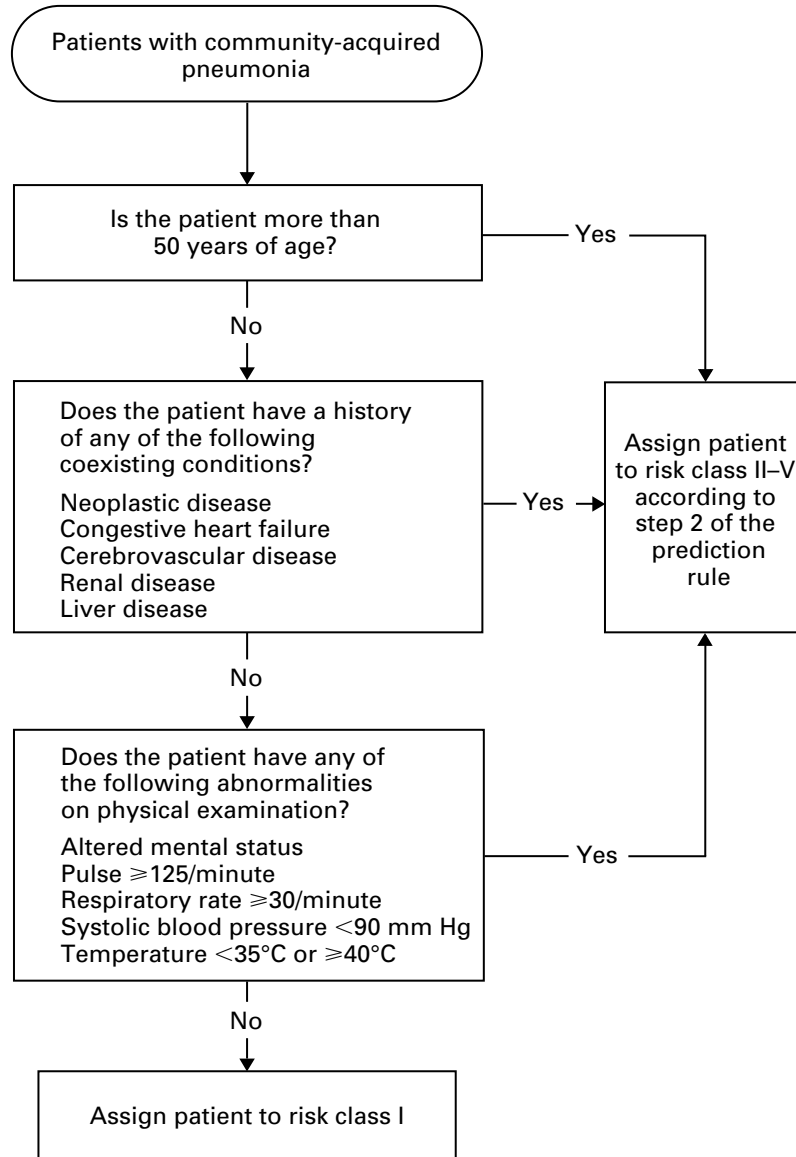 Patients with community-acquired
pneumonia
Is the patient more than
50 years of age?
Yes
No
Does the patient have a history
of any of the following
coexisting conditions?
Neoplastic disease
Congestive heart failure
Cerebrovascular disease
Renal disease
Liver disease
Yes
Assign patient
to risk class II–V
according to
step 2 of the
prediction
rule
No
Does the patient have any of
the following abnormalities
on physical examination?
Altered mental status
Pulse ⩾125/minute
Respiratory rate ⩾30/minute
Systolic blood pressure <90 mm Hg
Temperature <35°C or ⩾40°C
Yes
No
Assign patient to risk class I